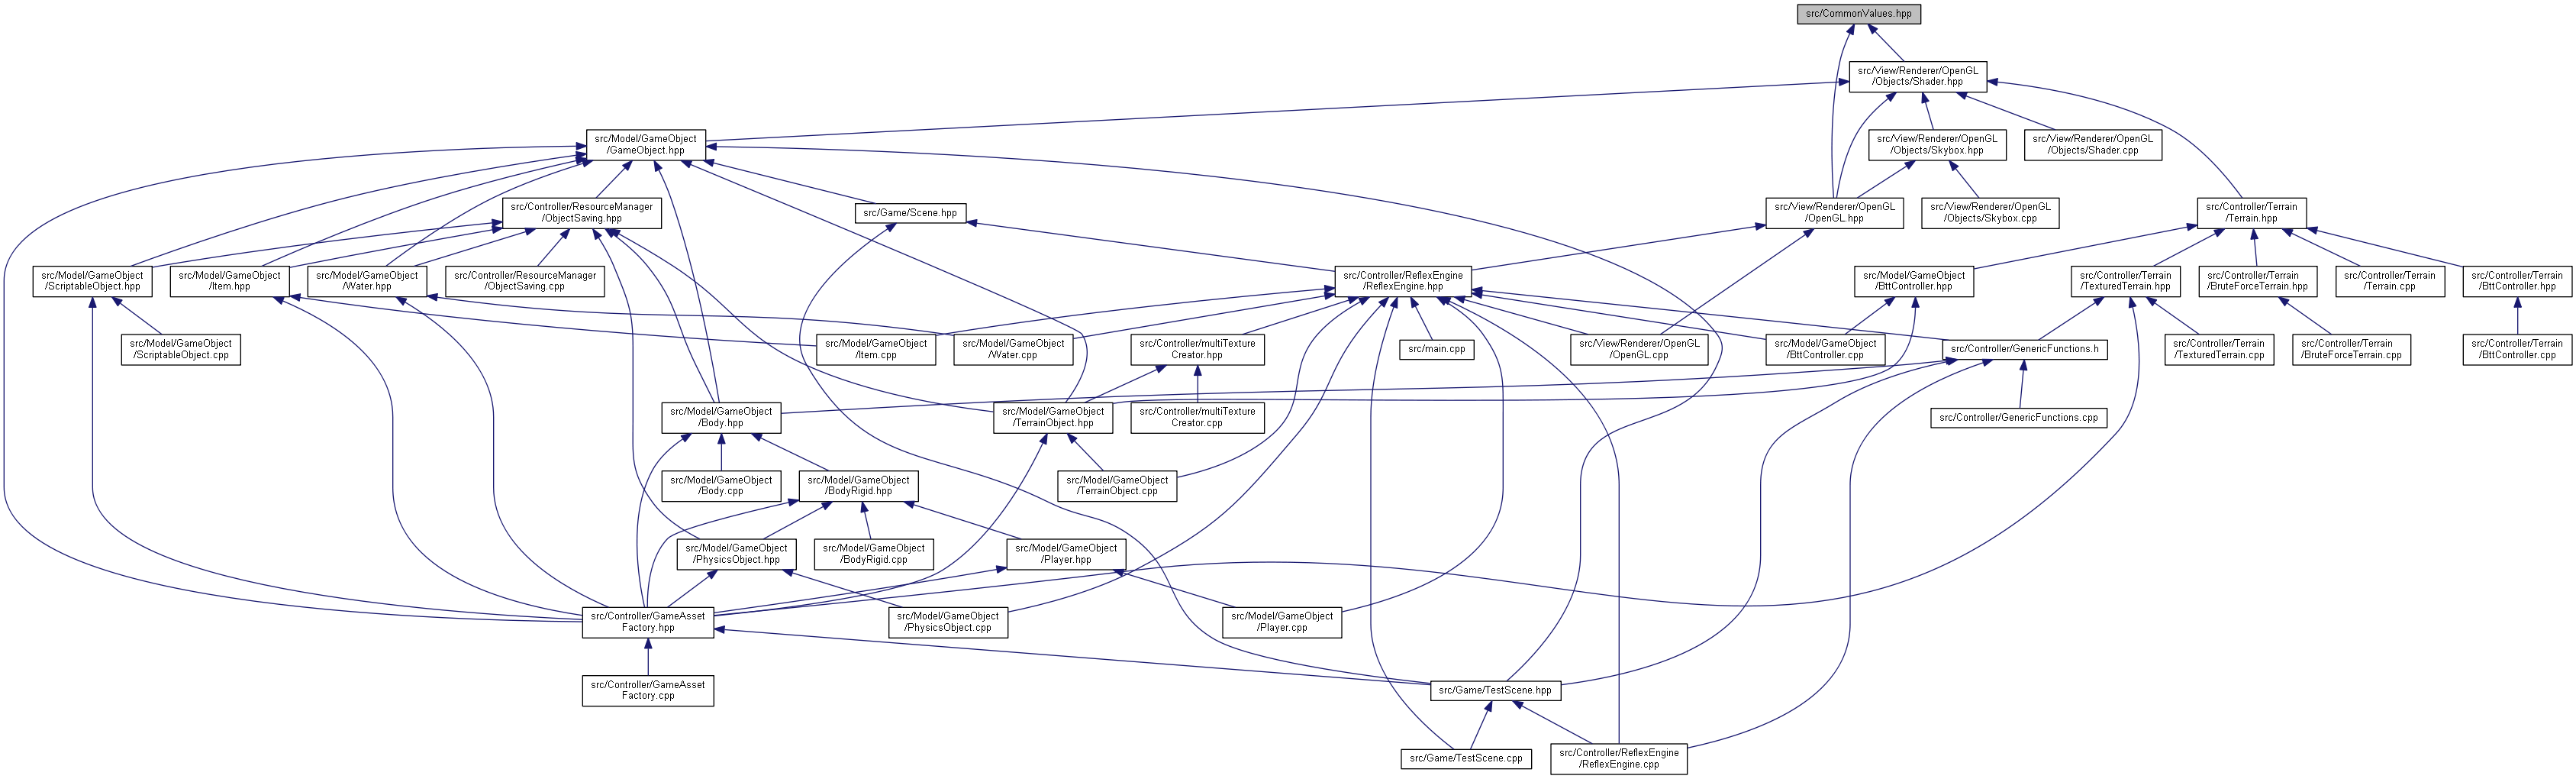 src/CommonValues.hpp
src/View/Renderer/OpenGL
/Objects/Shader.hpp
src/Model/GameObject
/GameObject.hpp
src/View/Renderer/OpenGL
/Objects/Skybox.hpp
src/View/Renderer/OpenGL
/Objects/Shader.cpp
src/Controller/ResourceManager
/ObjectSaving.hpp
src/Game/Scene.hpp
src/View/Renderer/OpenGL
/OpenGL.hpp
src/View/Renderer/OpenGL
/Objects/Skybox.cpp
src/Controller/Terrain
/Terrain.hpp
src/Model/GameObject
/ScriptableObject.hpp
src/Model/GameObject
/Item.hpp
src/Model/GameObject
/Water.hpp
src/Controller/ResourceManager
/ObjectSaving.cpp
src/Controller/ReflexEngine
/ReflexEngine.hpp
src/Model/GameObject
/BttController.hpp
src/Controller/Terrain
/TexturedTerrain.hpp
src/Controller/Terrain
/BruteForceTerrain.hpp
src/Controller/Terrain
/Terrain.cpp
src/Controller/Terrain
/BttController.hpp
src/Model/GameObject
/ScriptableObject.cpp
src/Model/GameObject
/Item.cpp
src/Model/GameObject
/Water.cpp
src/Controller/multiTexture
Creator.hpp
src/main.cpp
src/View/Renderer/OpenGL
/OpenGL.cpp
src/Model/GameObject
/BttController.cpp
src/Controller/GenericFunctions.h
src/Controller/Terrain
/TexturedTerrain.cpp
src/Controller/Terrain
/BruteForceTerrain.cpp
src/Controller/Terrain
/BttController.cpp
src/Model/GameObject
/Body.hpp
src/Model/GameObject
/TerrainObject.hpp
src/Controller/multiTexture
Creator.cpp
src/Controller/GenericFunctions.cpp
src/Model/GameObject
/Body.cpp
src/Model/GameObject
/BodyRigid.hpp
src/Model/GameObject
/TerrainObject.cpp
src/Model/GameObject
/PhysicsObject.hpp
src/Model/GameObject
/BodyRigid.cpp
src/Model/GameObject
/Player.hpp
src/Controller/GameAsset
Factory.hpp
src/Model/GameObject
/PhysicsObject.cpp
src/Model/GameObject
/Player.cpp
src/Controller/GameAsset
Factory.cpp
src/Game/TestScene.hpp
src/Game/TestScene.cpp
src/Controller/ReflexEngine
/ReflexEngine.cpp